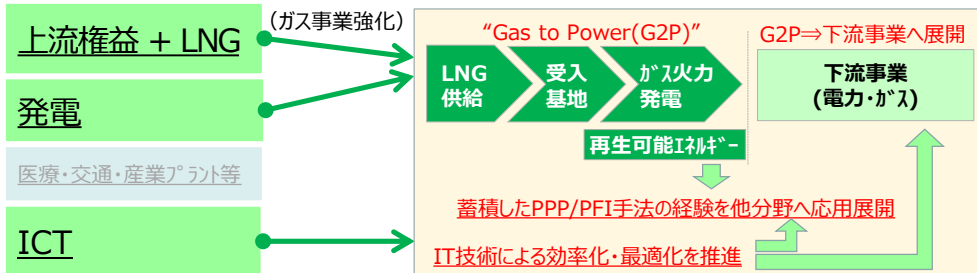 上流権益 + LNG
発電
医療・交通・産業ﾌﾟﾗﾝﾄ等
ICT
（ガス事業強化）
“Gas to Power(G2P)”
LNG
供給
受入
基地
ｶﾞｽ火力
発電
再生可能ｴﾈﾙｷﾞｰ
G2P⇒下流事業へ展開
下流事業
(電力・ｶﾞｽ)
蓄積したPPP/PFI手法の経験を他分野へ応用展開
IT技術による効率化・最適化を推進